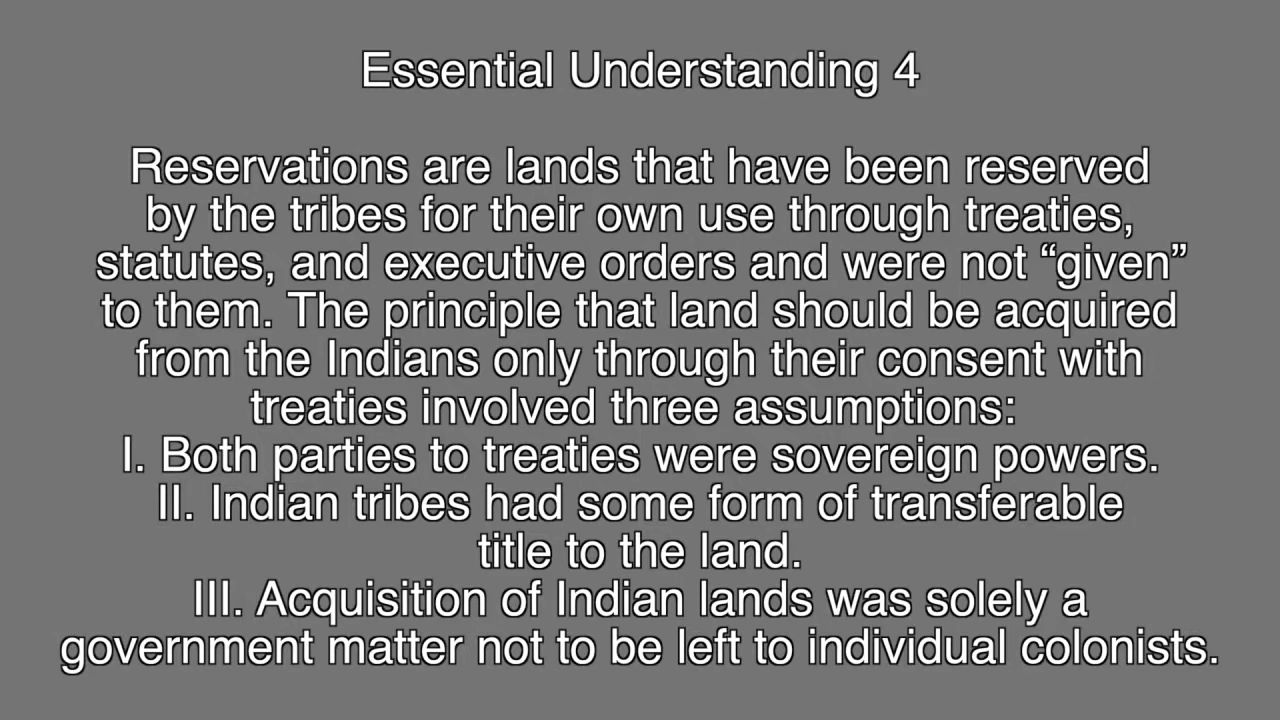 Essential Understanding 4
Reservations are lands that have been reserved
by the tribes for their own use through treaties,
statutes, and executive orders and were not “given”
to them. The principle that land should be acquired
from the Indians only through their consent with
treaties involved three assumptions:
I. Both parties to treaties were sovereign powers.
II. Indian tribes had some form of transferable
title to the land.
III. Acquisition of Indian lands was solely a
government matter not to be left to individual colonists.